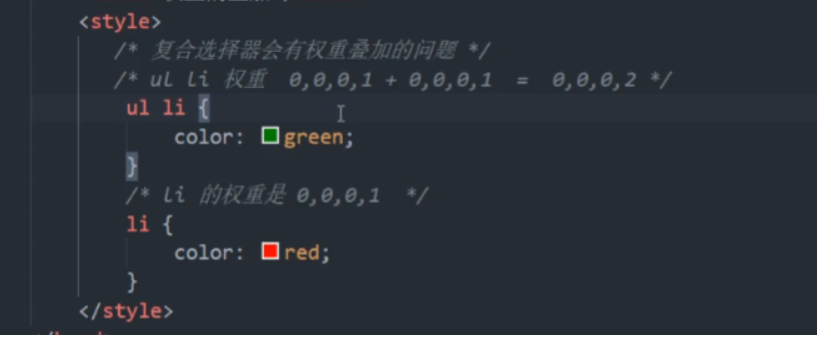 <style>
/* 复合选择器会有权重叠加的问题 */
/* ul li 权重 0,0,0,1 + 0,0,0,1 = 0,0,0,2 */
ul li {
color: green;
}
/* li 的权重是 0,0,0,1 */
li {
color: red;
}
</style>